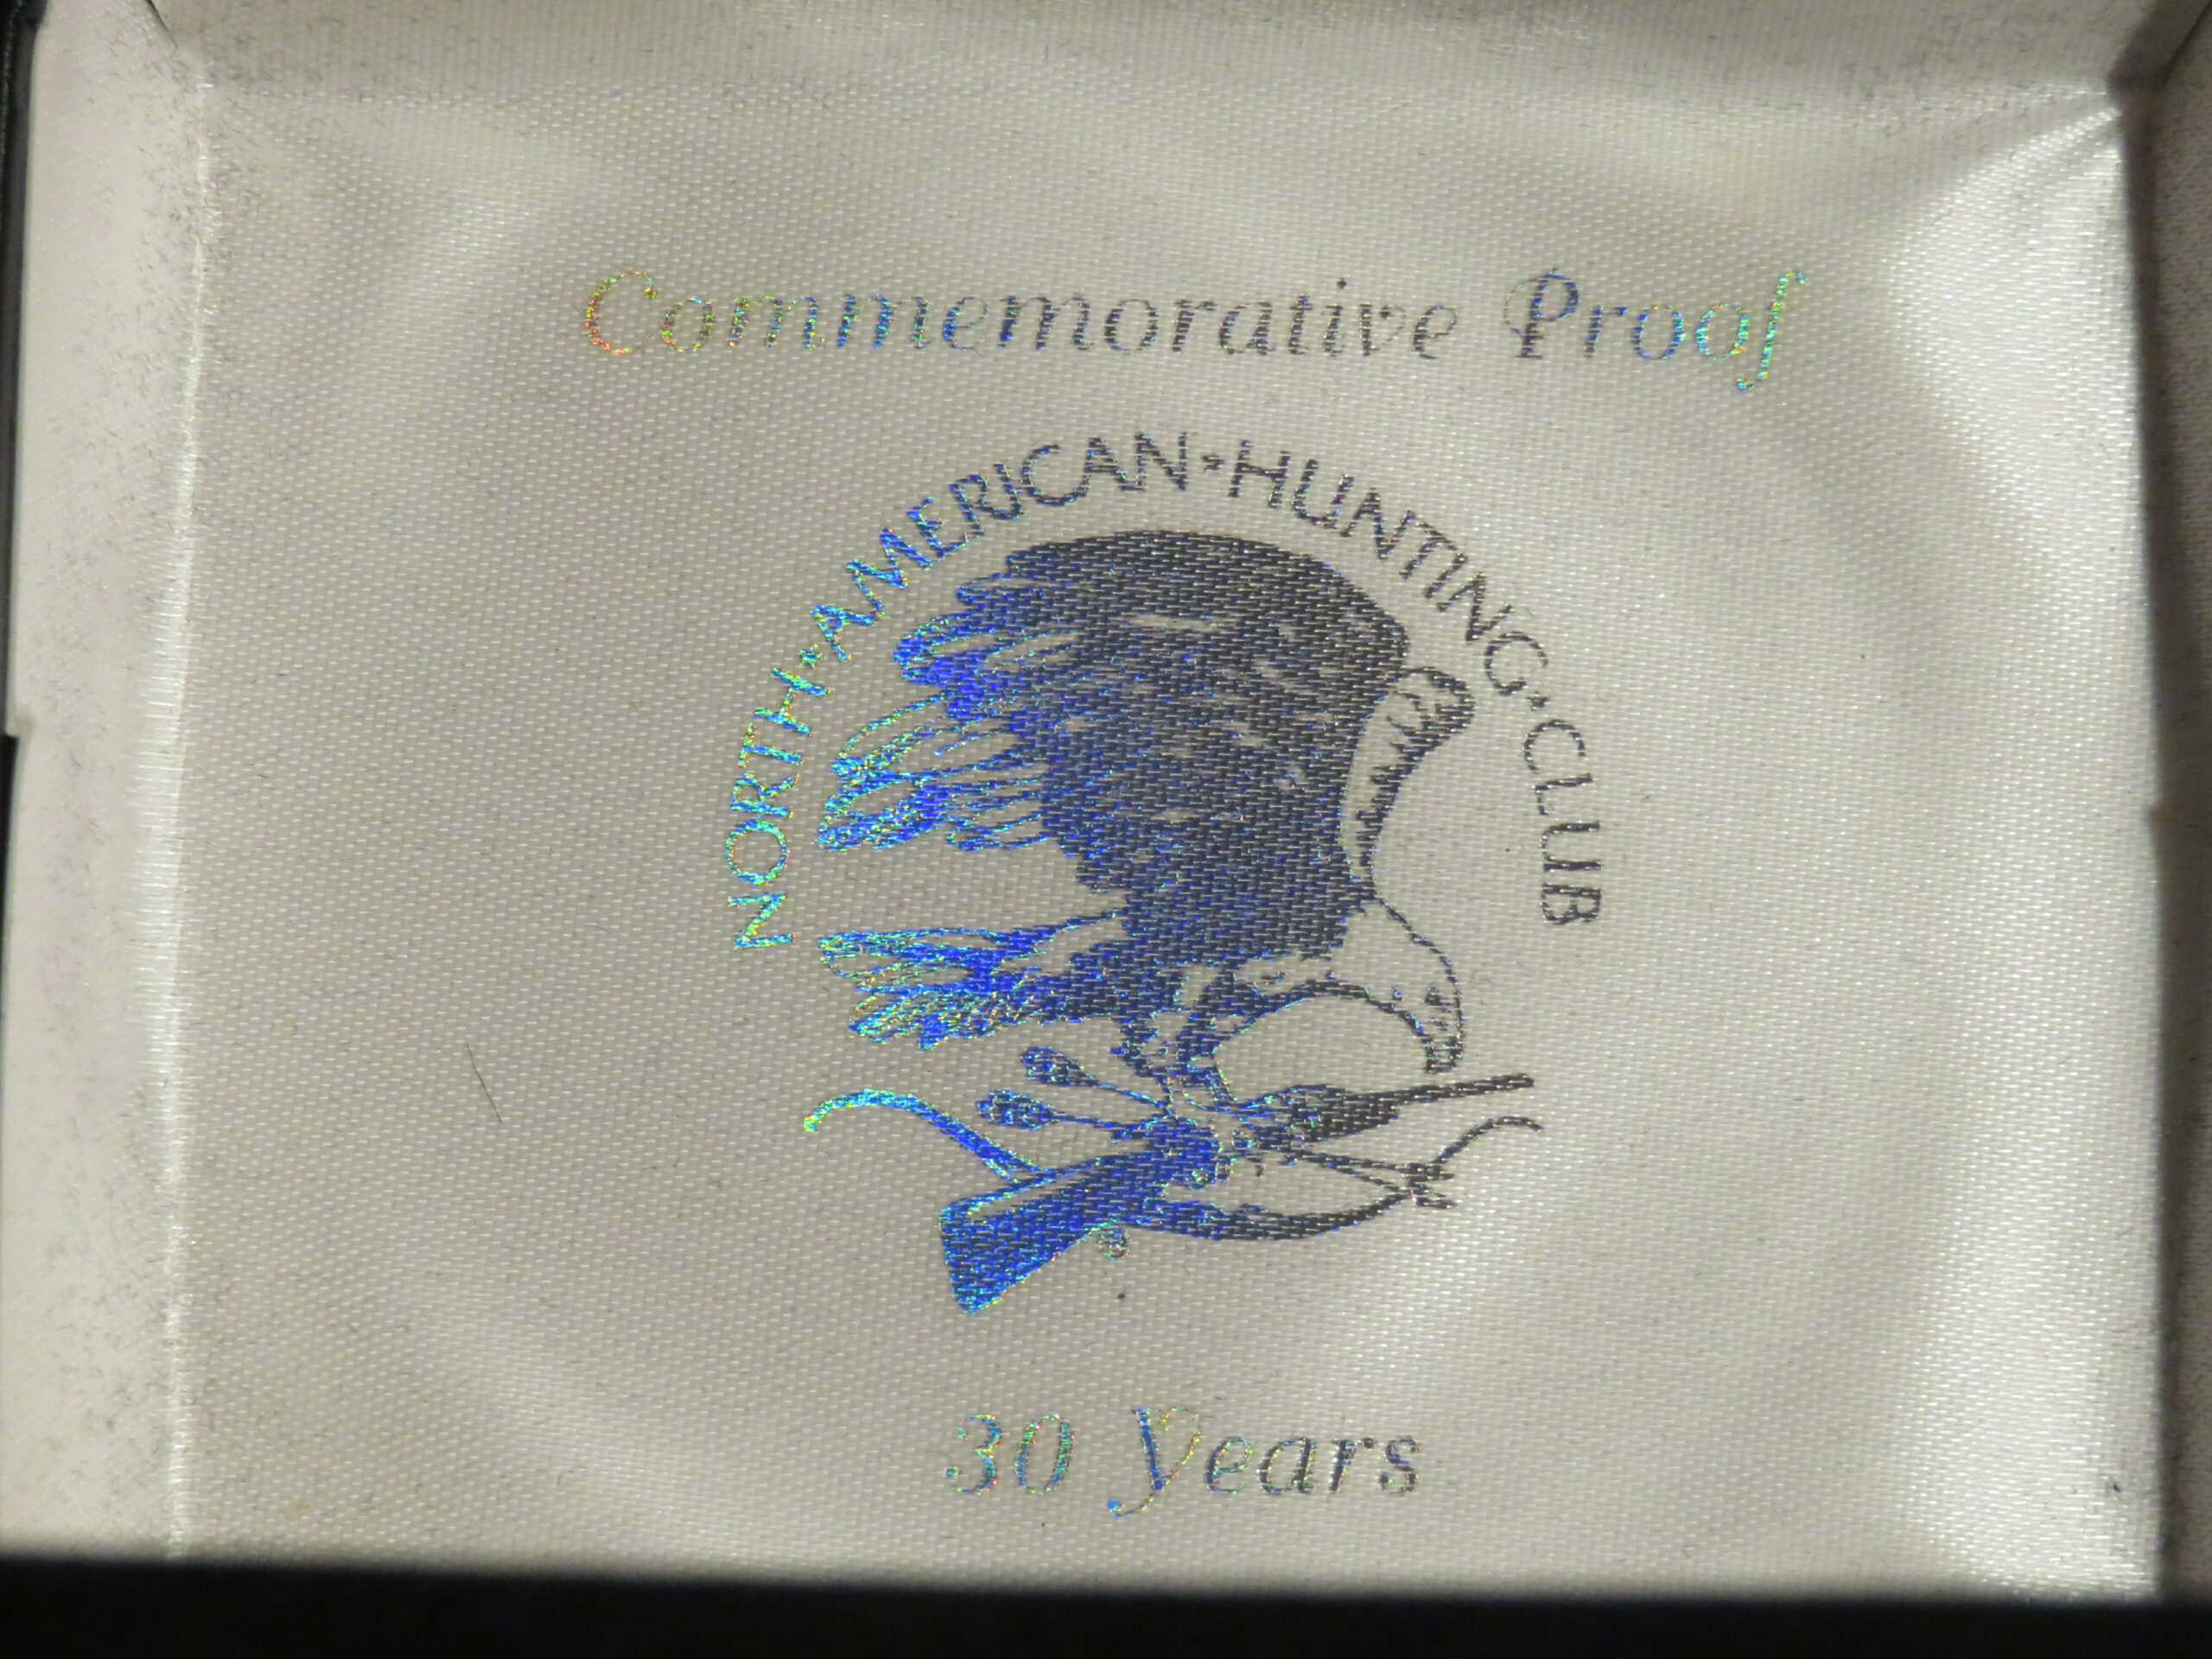 Commemorative Proof
NORTH•AMERICAN•HUNTING•CLUB
®
30 Years